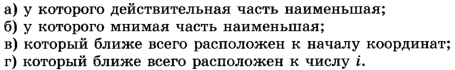 а) у которого действительная часть наименьшая;
б) у которого мнимая часть наименьшая;
в) который ближе всего расположен к началу координат;
г) который ближе всего расположен к числу i.